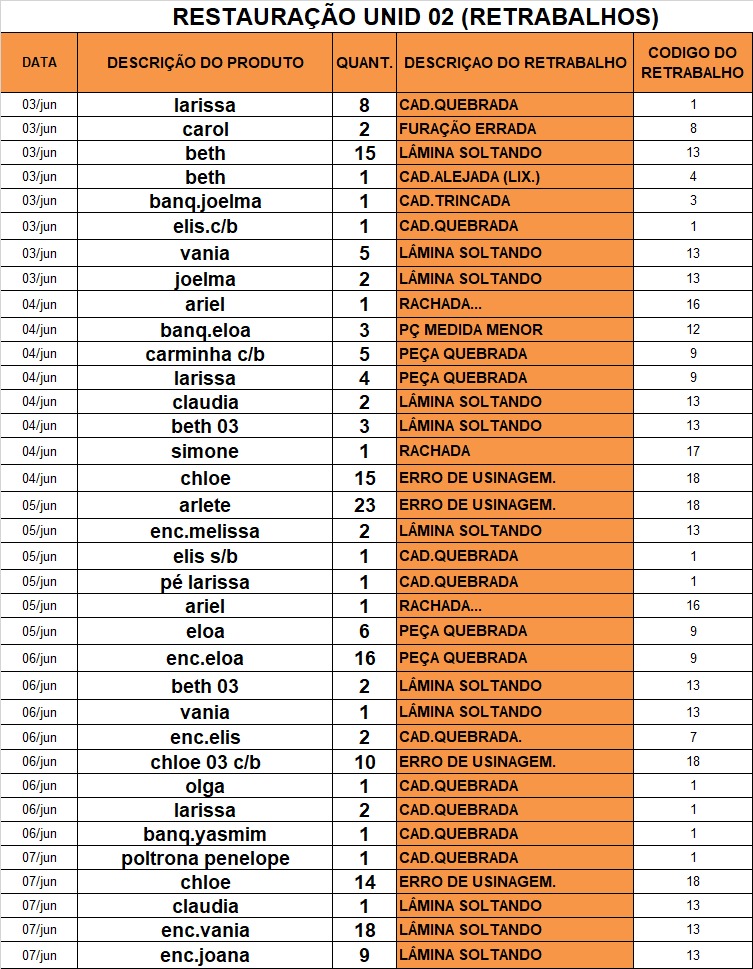 RESTAURAÇÃO UNID 02 (RETRABALHOS)
DATA DESCRIÇÃO DO PRODUTO QUANT. DESCRIÇAO DO RETRABALHO CODIGO DO RETRABALHO
03/jun larissa 8 CAD.QUEBRADA 1
03/jun carol 2 FURAÇÃO ERRADA 8
03/jun beth 15 LÂMINA SOLTANDO 13
03/jun beth 1 CAD.ALEJADA (LIX.) 4
03/jun banq.joelma 1 CAD.TRINCADA 3
03/jun elis.c/b 1 CAD.QUEBRADA 1
03/jun vania 5 LÂMINA SOLTANDO 13
03/jun joelma 2 LÂMINA SOLTANDO 13
04/jun ariel 1 RACHADA... 16
04/jun banq.eloa 3 PÇ MEDIDA MENOR 12
04/jun carminha c/b 5 PEÇA QUEBRADA 9
04/jun larissa 4 PEÇA QUEBRADA 9
04/jun claudia 2 LÂMINA SOLTANDO 13
04/jun beth 03 3 LÂMINA SOLTANDO 13
04/jun simone 1 RACHADA 17
04/jun chloe 15 ERRO DE USINAGEM. 18
05/jun arlete 23 ERRO DE USINAGEM. 18
05/jun enc.melissa 2 LÂMINA SOLTANDO 13
05/jun elis s/b 1 CAD.QUEBRADA 1
05/jun pé larissa 1 CAD.QUEBRADA 1
05/jun ariel 1 RACHADA... 16
05/jun eloa 6 PEÇA QUEBRADA 9
06/jun enc.eloa 16 PEÇA QUEBRADA 9
06/jun beth 03 2 LÂMINA SOLTANDO 13
06/jun vania 1 LÂMINA SOLTANDO 13
06/jun enc.elis 2 CAD.QUEBRADA. 7
06/jun chloe 03 c/b 10 ERRO DE USINAGEM. 18
06/jun olga 1 CAD.QUEBRADA 1
06/jun larissa 2 CAD.QUEBRADA 1
06/jun banq.yasmim 1 CAD.QUEBRADA 1
07/jun poltrona penelope 1 CAD.QUEBRADA 1
07/jun chloe 14 ERRO DE USINAGEM. 18
07/jun claudia 1 LÂMINA SOLTANDO 13
07/jun enc.vania 18 LÂMINA SOLTANDO 13
07/jun enc.joana 9 LÂMINA SOLTANDO 13